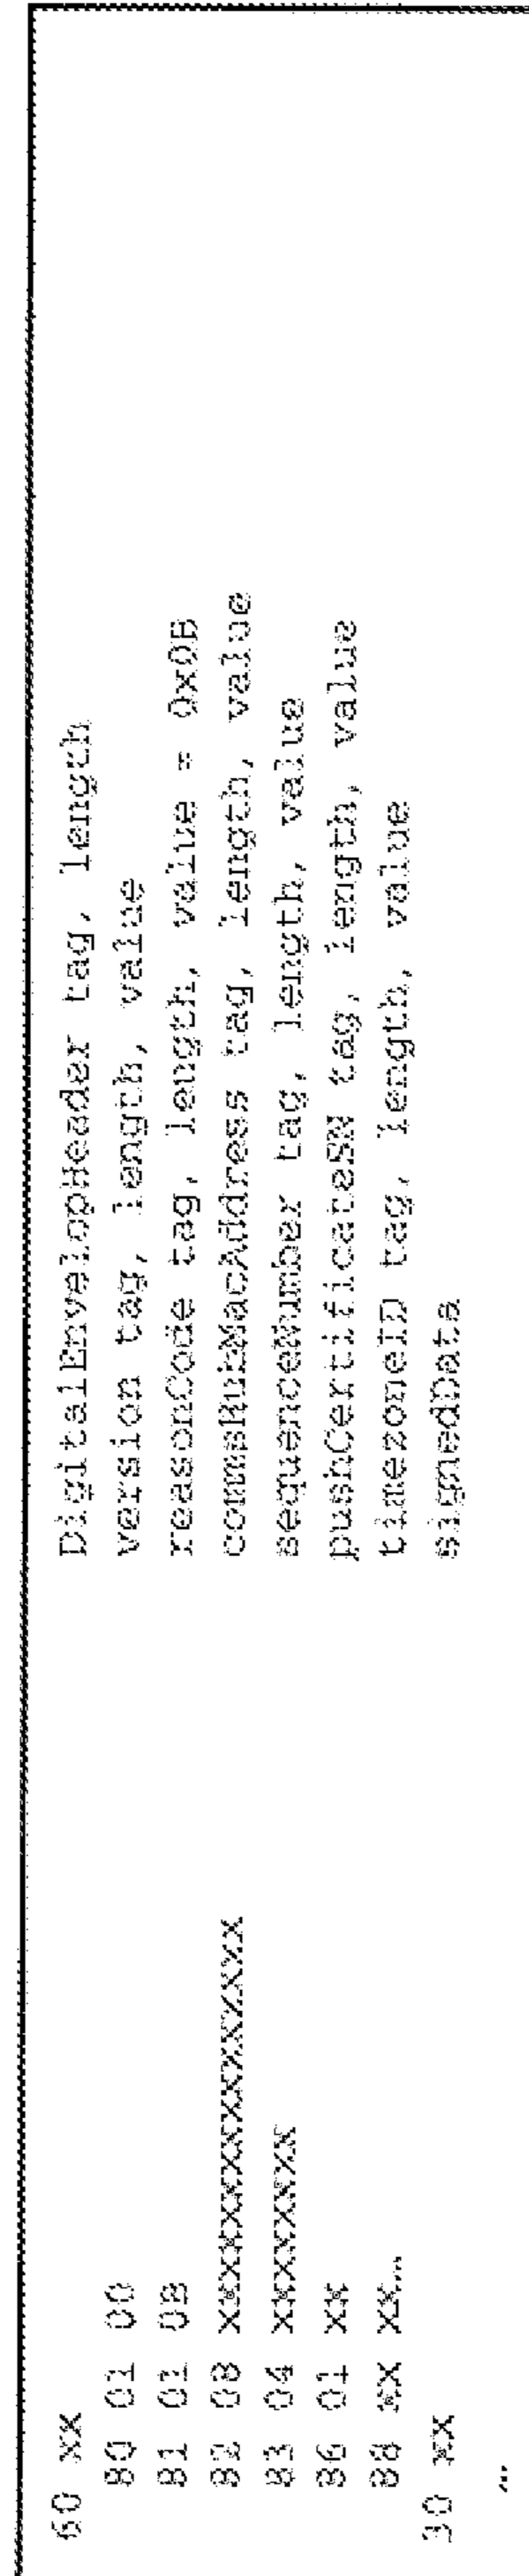 60 xx DigitalEnvelopHeader tag, length
80 01 00 version tag, length, value
81 01 0B reasonCode tag, length, value = 0x0B
82 08 xxxxxxxxxxxxxxxx commsHubMacAddress tag, length, value
83 04 xxxxxxxx sequenceNumber tag, length, value
86 01 xx pushCertificateSN tag, length, value
88 xx xx... timezoneID tag, length, value
30 xx signedData
...